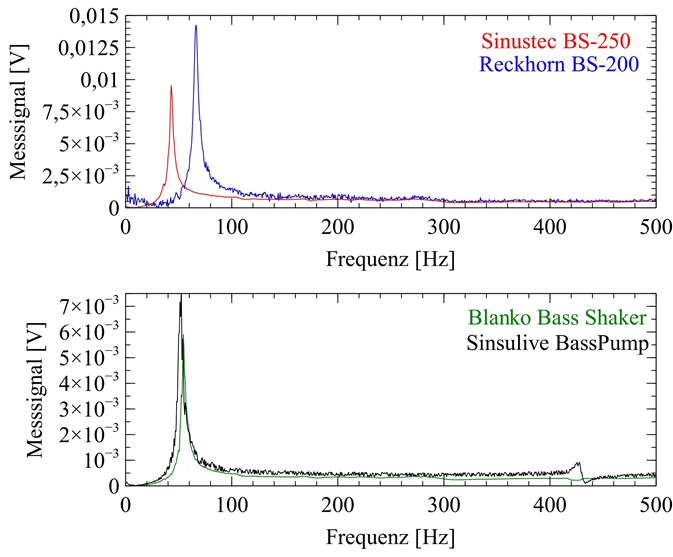 0,015
0,0125
0,01
7,5×10⁻³
5×10⁻³
2,5×10⁻³
0
Messsignal [V]
Sinustec BS-250
Reckhorn BS-200
0 100 200 300 400 500
Frequenz [Hz]
7×10⁻³
6×10⁻³
5×10⁻³
4×10⁻³
3×10⁻³
2×10⁻³
10⁻³
0
Messsignal [V]
Blanko Bass Shaker
Sinsulive BassPump
0 100 200 300 400 500
Frequenz [Hz]